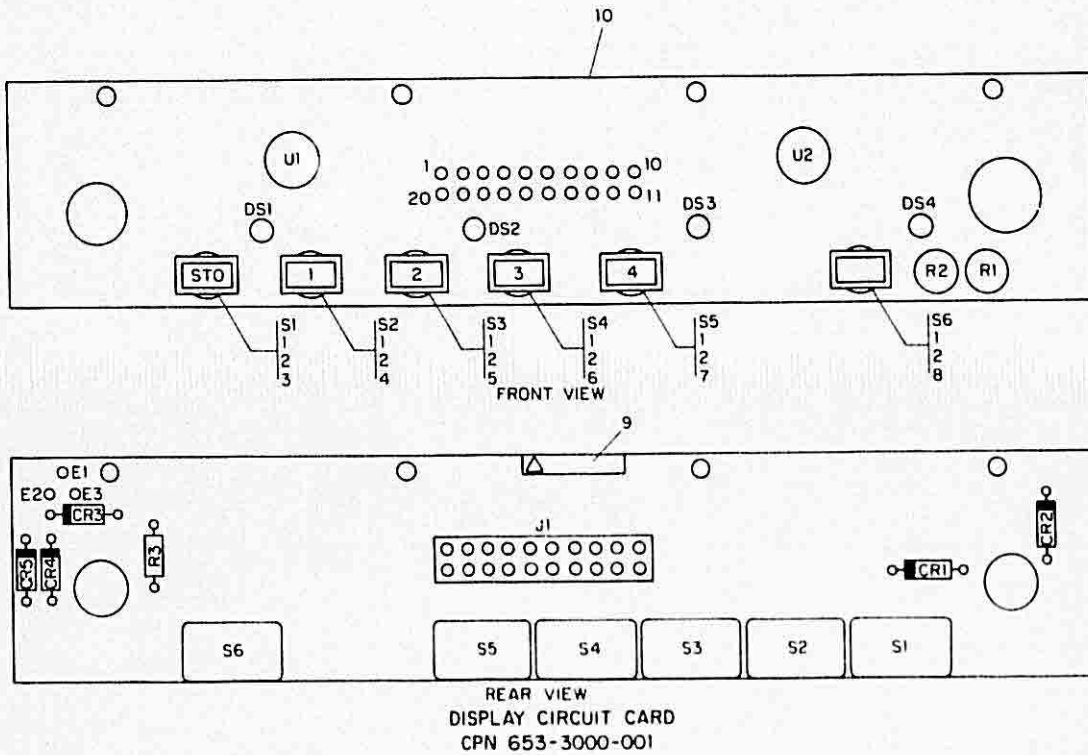 10
U1
U2
1
10
20
11
DS1
DS2
DS3
DS4
STO
1
2
3
4
R2
R1
S1
1
2
3
S2
1
2
4
S3
1
2
5
S4
1
2
6
S5
1
2
7
S6
1
2
8
FRONT VIEW
9
OE1
E2O OE3
CR3
CR5
CR4
R3
J1
CR1
CR2
S6
S5
S4
S3
S2
S1
REAR VIEW
DISPLAY CIRCUIT CARD
CPN 653-3000-001